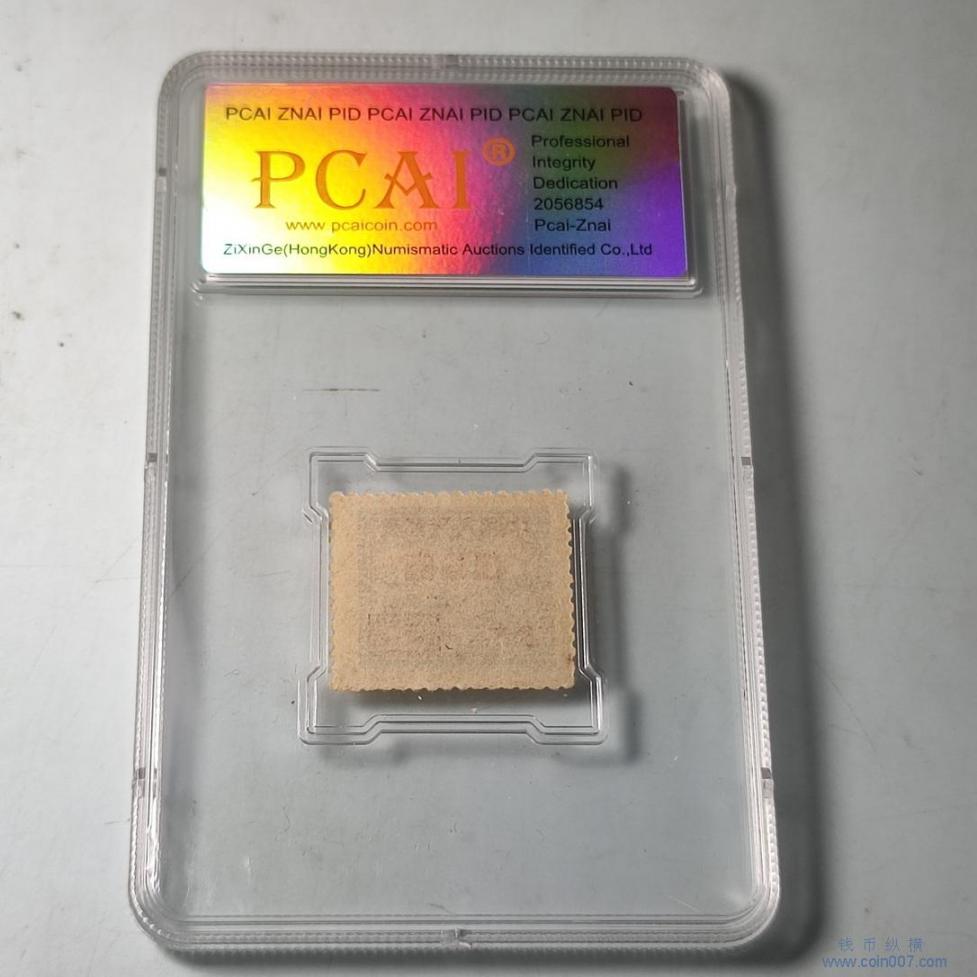 PCAI ZNAI PID PCAI ZNAI PID PCAI ZNAI PID
PCAI®
Professional
Integrity
Dedication
2056854
Pcai-Znai
www pcaicoin.com
ZiXinGe(HongKong)Numismatic Auctions Identified Co.,Ltd
钱币纵横
www.coin007.com